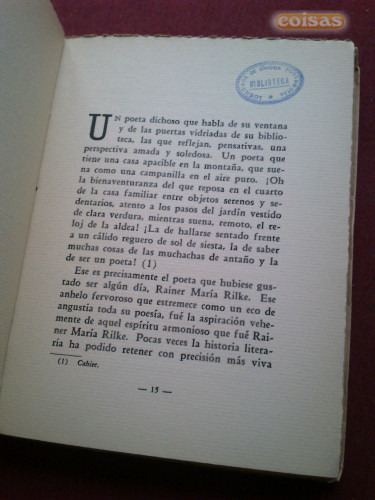 coisas
BIBLIOTECA
UN poeta dichoso que habla de su ventana
y de las puertas vidriadas de su biblio-
teca, las que reflejan, pensativas, una
perspectiva amada y soledosa. Un poeta que
tiene una casa apacible en la montaña, que sue-
na como una campanilla en el aire puro. ¡Oh
la bienaventuranza del que reposa en el cuarto
de la casa familiar entre objetos serenos y se-
dentarios, atento a los pasos del jardín vestido
de clara verdura, mientras suena, remoto, el re-
loj de la aldea! ¡La de hallarse sentado frente
a un cálido reguero de sol de siesta, la de saber
muchas cosas de las muchachas de antaño y la
de ser un poeta! (1)
Ese es precisamente el poeta que hubiese gus-
tado ser algún día, Rainer María Rilke. Ese
anhelo fervoroso que estremece como un eco de
angustia toda su poesía, fué la aspiración vehe-
mente de aquel espíritu armonioso que fué Rai-
ner María Rilke. Pocas veces la historia litera-
ria ha podido retener con precisión más viva
(1) Cahier.
— 15 —